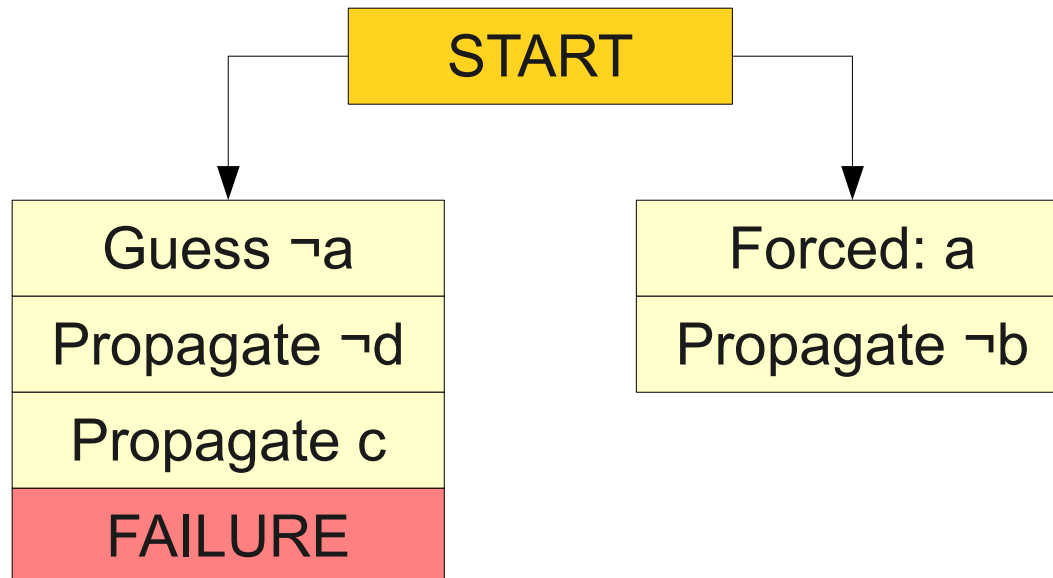 START
Guess ¬a
Propagate ¬d
Propagate c
FAILURE
Forced: a
Propagate ¬b